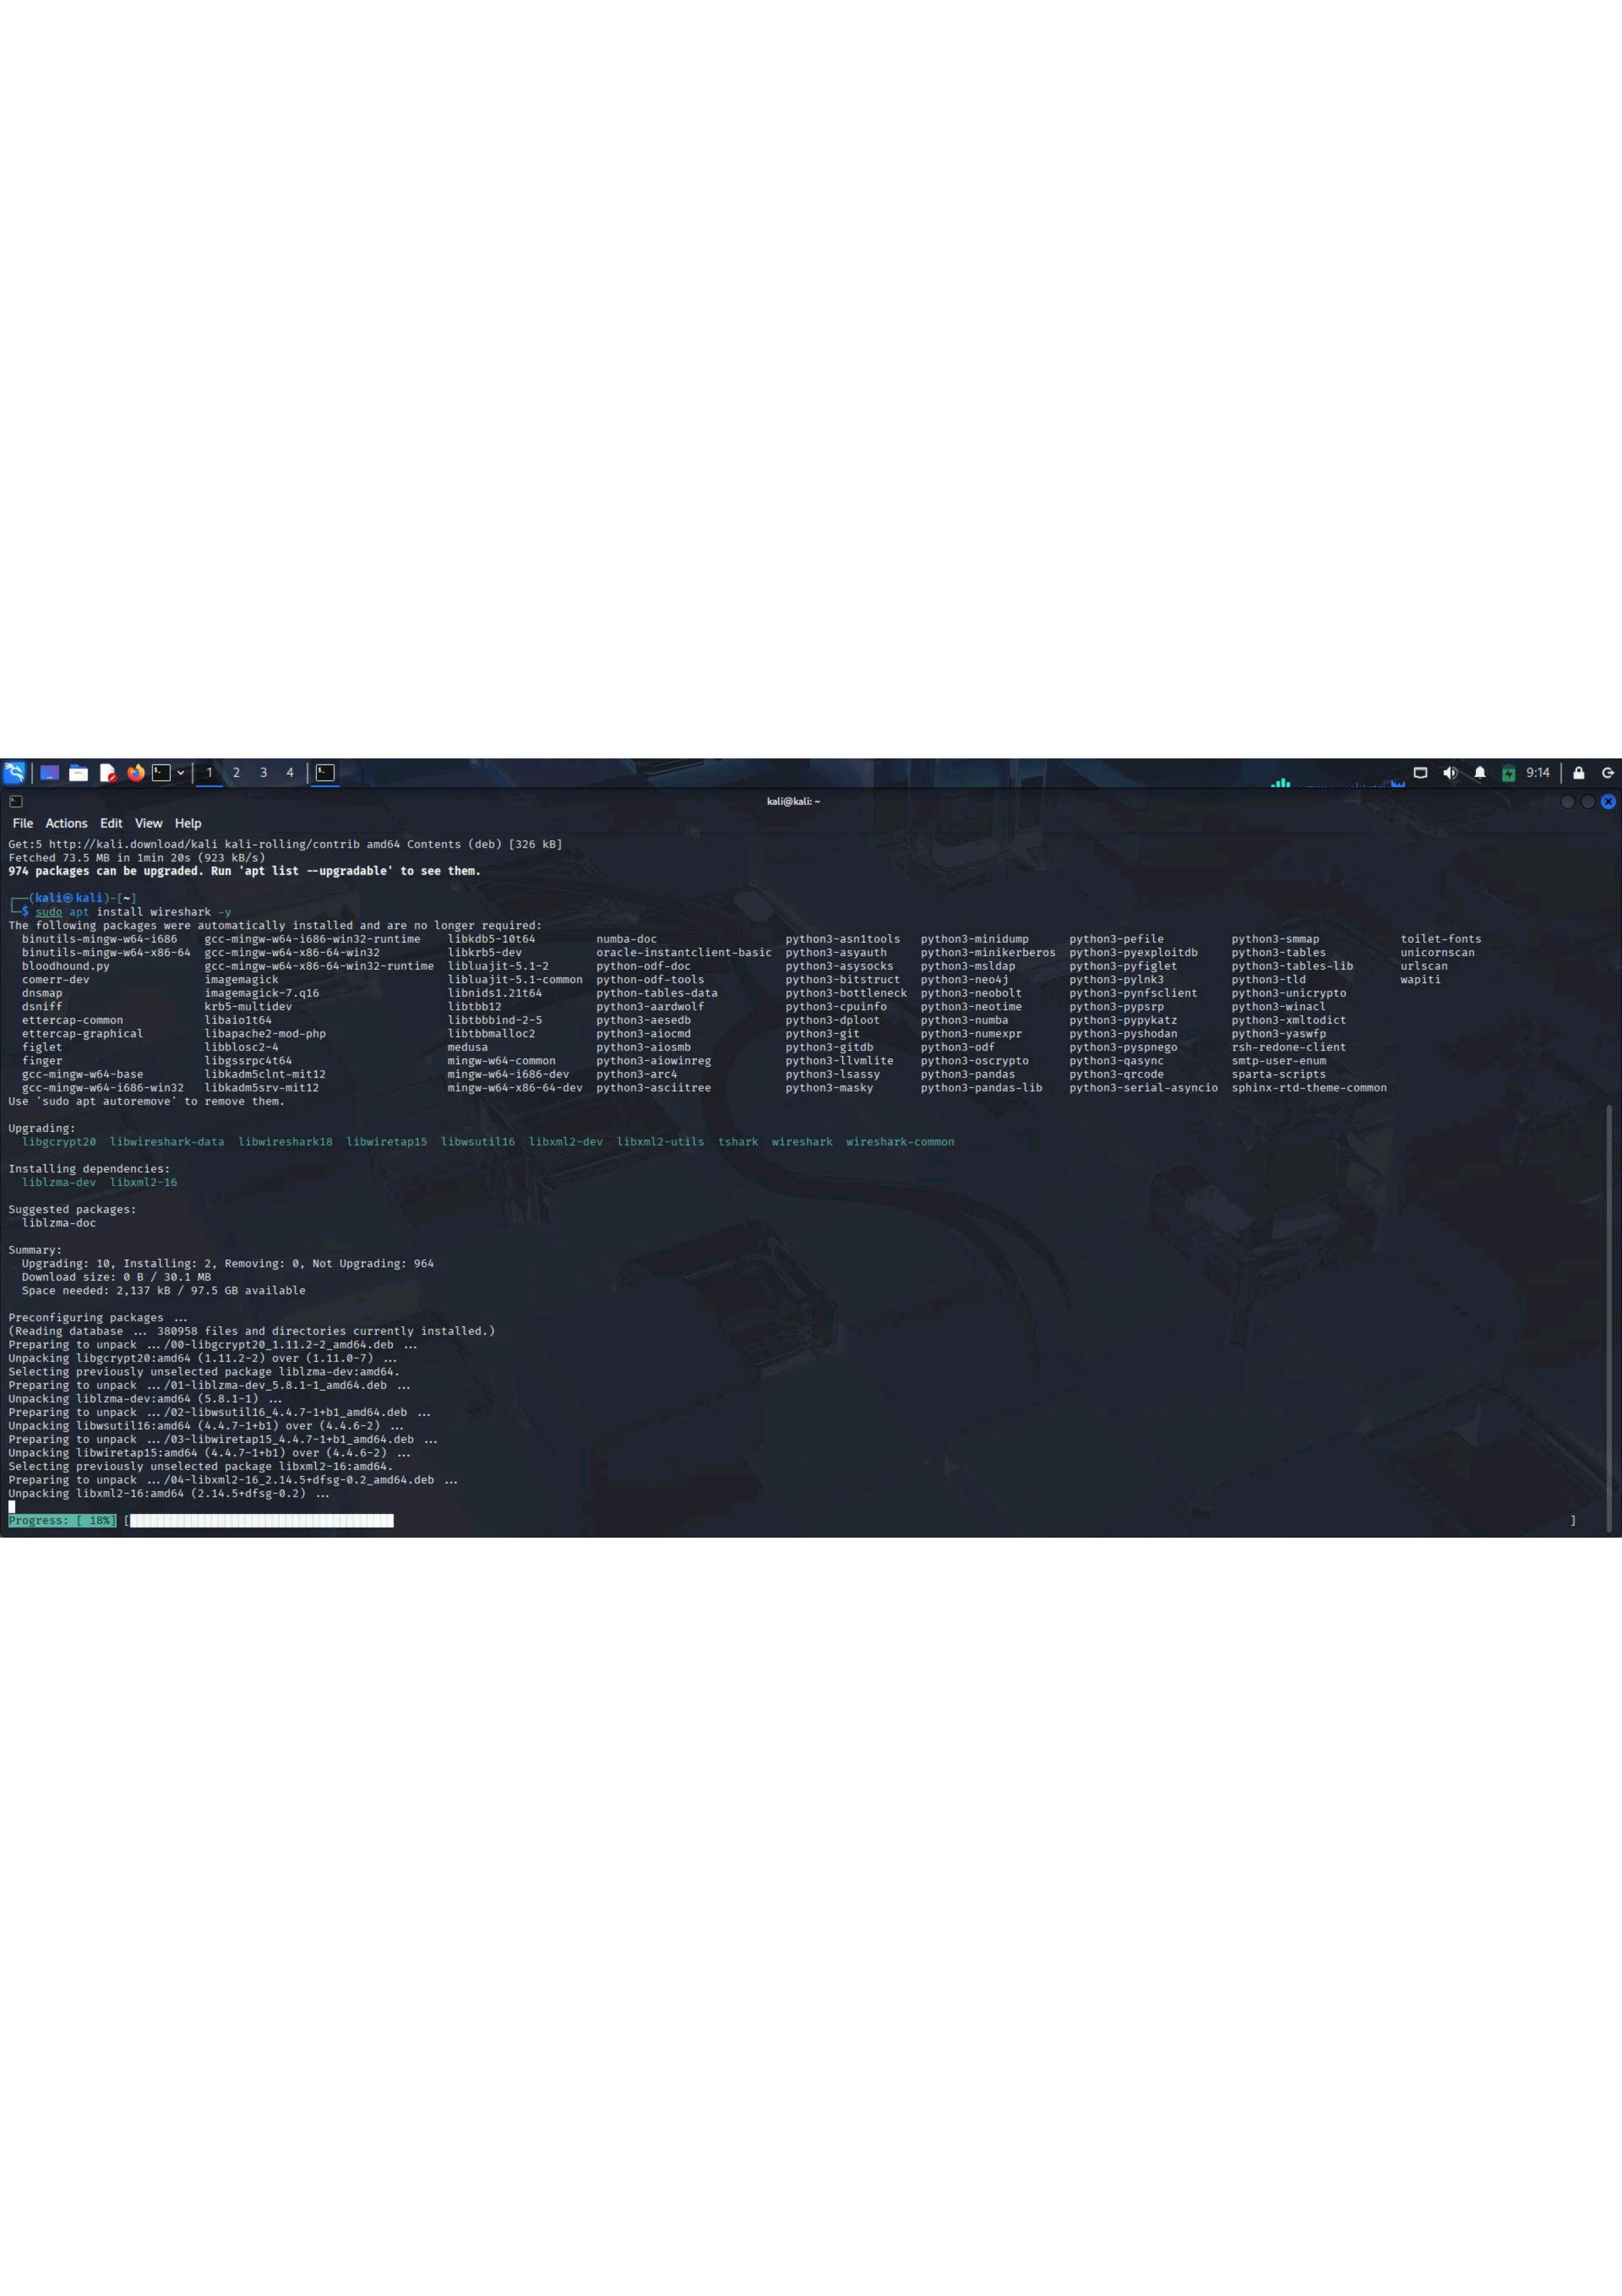 1 2 3 4 9:14
kali@kali: ~
File Actions Edit View Help
Get:5 http://kali.download/kali kali-rolling/contrib amd64 Contents (deb) [326 kB]
Fetched 73.5 MB in 1min 20s (923 kB/s)
974 packages can be upgraded. Run 'apt list --upgradable' to see them.
┌──(kali㉿kali)-[~]
└─$ sudo apt install wireshark -y
The following packages were automatically installed and are no longer required:
binutils-mingw-w64-i686 gcc-mingw-w64-i686-win32-runtime libkdb5-10t64 numba-doc python3-asn1tools python3-minidump python3-pefile python3-smmap toilet-fonts
binutils-mingw-w64-x86-64 gcc-mingw-w64-x86-64-win32 libkrb5-dev oracle-instantclient-basic python3-asyauth python3-minikerberos python3-pyexploitdb python3-tables unicornscan
bloodhound.py gcc-mingw-w64-x86-64-win32-runtime libluajit-5.1-2 python-odf-doc python3-asysocks python3-msldap python3-pyfiglet python3-tables-lib urlscan
comerr-dev imagemagick libluajit-5.1-common python-odf-tools python3-bitstruct python3-neo4j python3-pylnk3 python3-tld wapiti
dnsmap imagemagick-7.q16 libnids1.21t64 python-tables-data python3-bottleneck python3-neobolt python3-pynfsclient python3-unicrypto
dsniff krb5-multidev libtbb12 python3-aardwolf python3-cpuinfo python3-neotime python3-pypsrp python3-winacl
ettercap-common libaio1t64 libtbbbind-2-5 python3-aesedb python3-dploot python3-numba python3-pypykatz python3-xmltodict
ettercap-graphical libapache2-mod-php libtbbmalloc2 python3-aiocmd python3-git python3-numexpr python3-pyshodan python3-yaswfp
figlet libblosc2-4 medusa python3-aiosmb python3-gitdb python3-odf python3-pyspnego rsh-redone-client
finger libgssrpc4t64 mingw-w64-common python3-aiowinreg python3-llvmlite python3-oscrypto python3-qasync smtp-user-enum
gcc-mingw-w64-base libkadm5clnt-mit12 mingw-w64-i686-dev python3-arc4 python3-lsassy python3-pandas python3-qrcode sparta-scripts
gcc-mingw-w64-i686-win32 libkadm5srv-mit12 mingw-w64-x86-64-dev python3-asciitree python3-masky python3-pandas-lib python3-serial-asyncio sphinx-rtd-theme-common
Use 'sudo apt autoremove' to remove them.
Upgrading:
libgcrypt20 libwireshark-data libwireshark18 libwiretap15 libwsutil16 libxml2-dev libxml2-utils tshark wireshark wireshark-common
Installing dependencies:
liblzma-dev libxml2-16
Suggested packages:
liblzma-doc
Summary:
Upgrading: 10, Installing: 2, Removing: 0, Not Upgrading: 964
Download size: 0 B / 30.1 MB
Space needed: 2,137 kB / 97.5 GB available
Preconfiguring packages ...
(Reading database ... 380958 files and directories currently installed.)
Preparing to unpack .../00-libgcrypt20_1.11.2-2_amd64.deb ...
Unpacking libgcrypt20:amd64 (1.11.2-2) over (1.11.0-7) ...
Selecting previously unselected package liblzma-dev:amd64.
Preparing to unpack .../01-liblzma-dev_5.8.1-1_amd64.deb ...
Unpacking liblzma-dev:amd64 (5.8.1-1) ...
Preparing to unpack .../02-libwsutil16_4.4.7-1+b1_amd64.deb ...
Unpacking libwsutil16:amd64 (4.4.7-1+b1) over (4.4.6-2) ...
Preparing to unpack .../03-libwiretap15_4.4.7-1+b1_amd64.deb ...
Unpacking libwiretap15:amd64 (4.4.7-1+b1) over (4.4.6-2) ...
Selecting previously unselected package libxml2-16:amd64.
Preparing to unpack .../04-libxml2-16_2.14.5+dfsg-0.2_amd64.deb ...
Unpacking libxml2-16:amd64 (2.14.5+dfsg-0.2) ...
Progress: [ 18%] [ ]